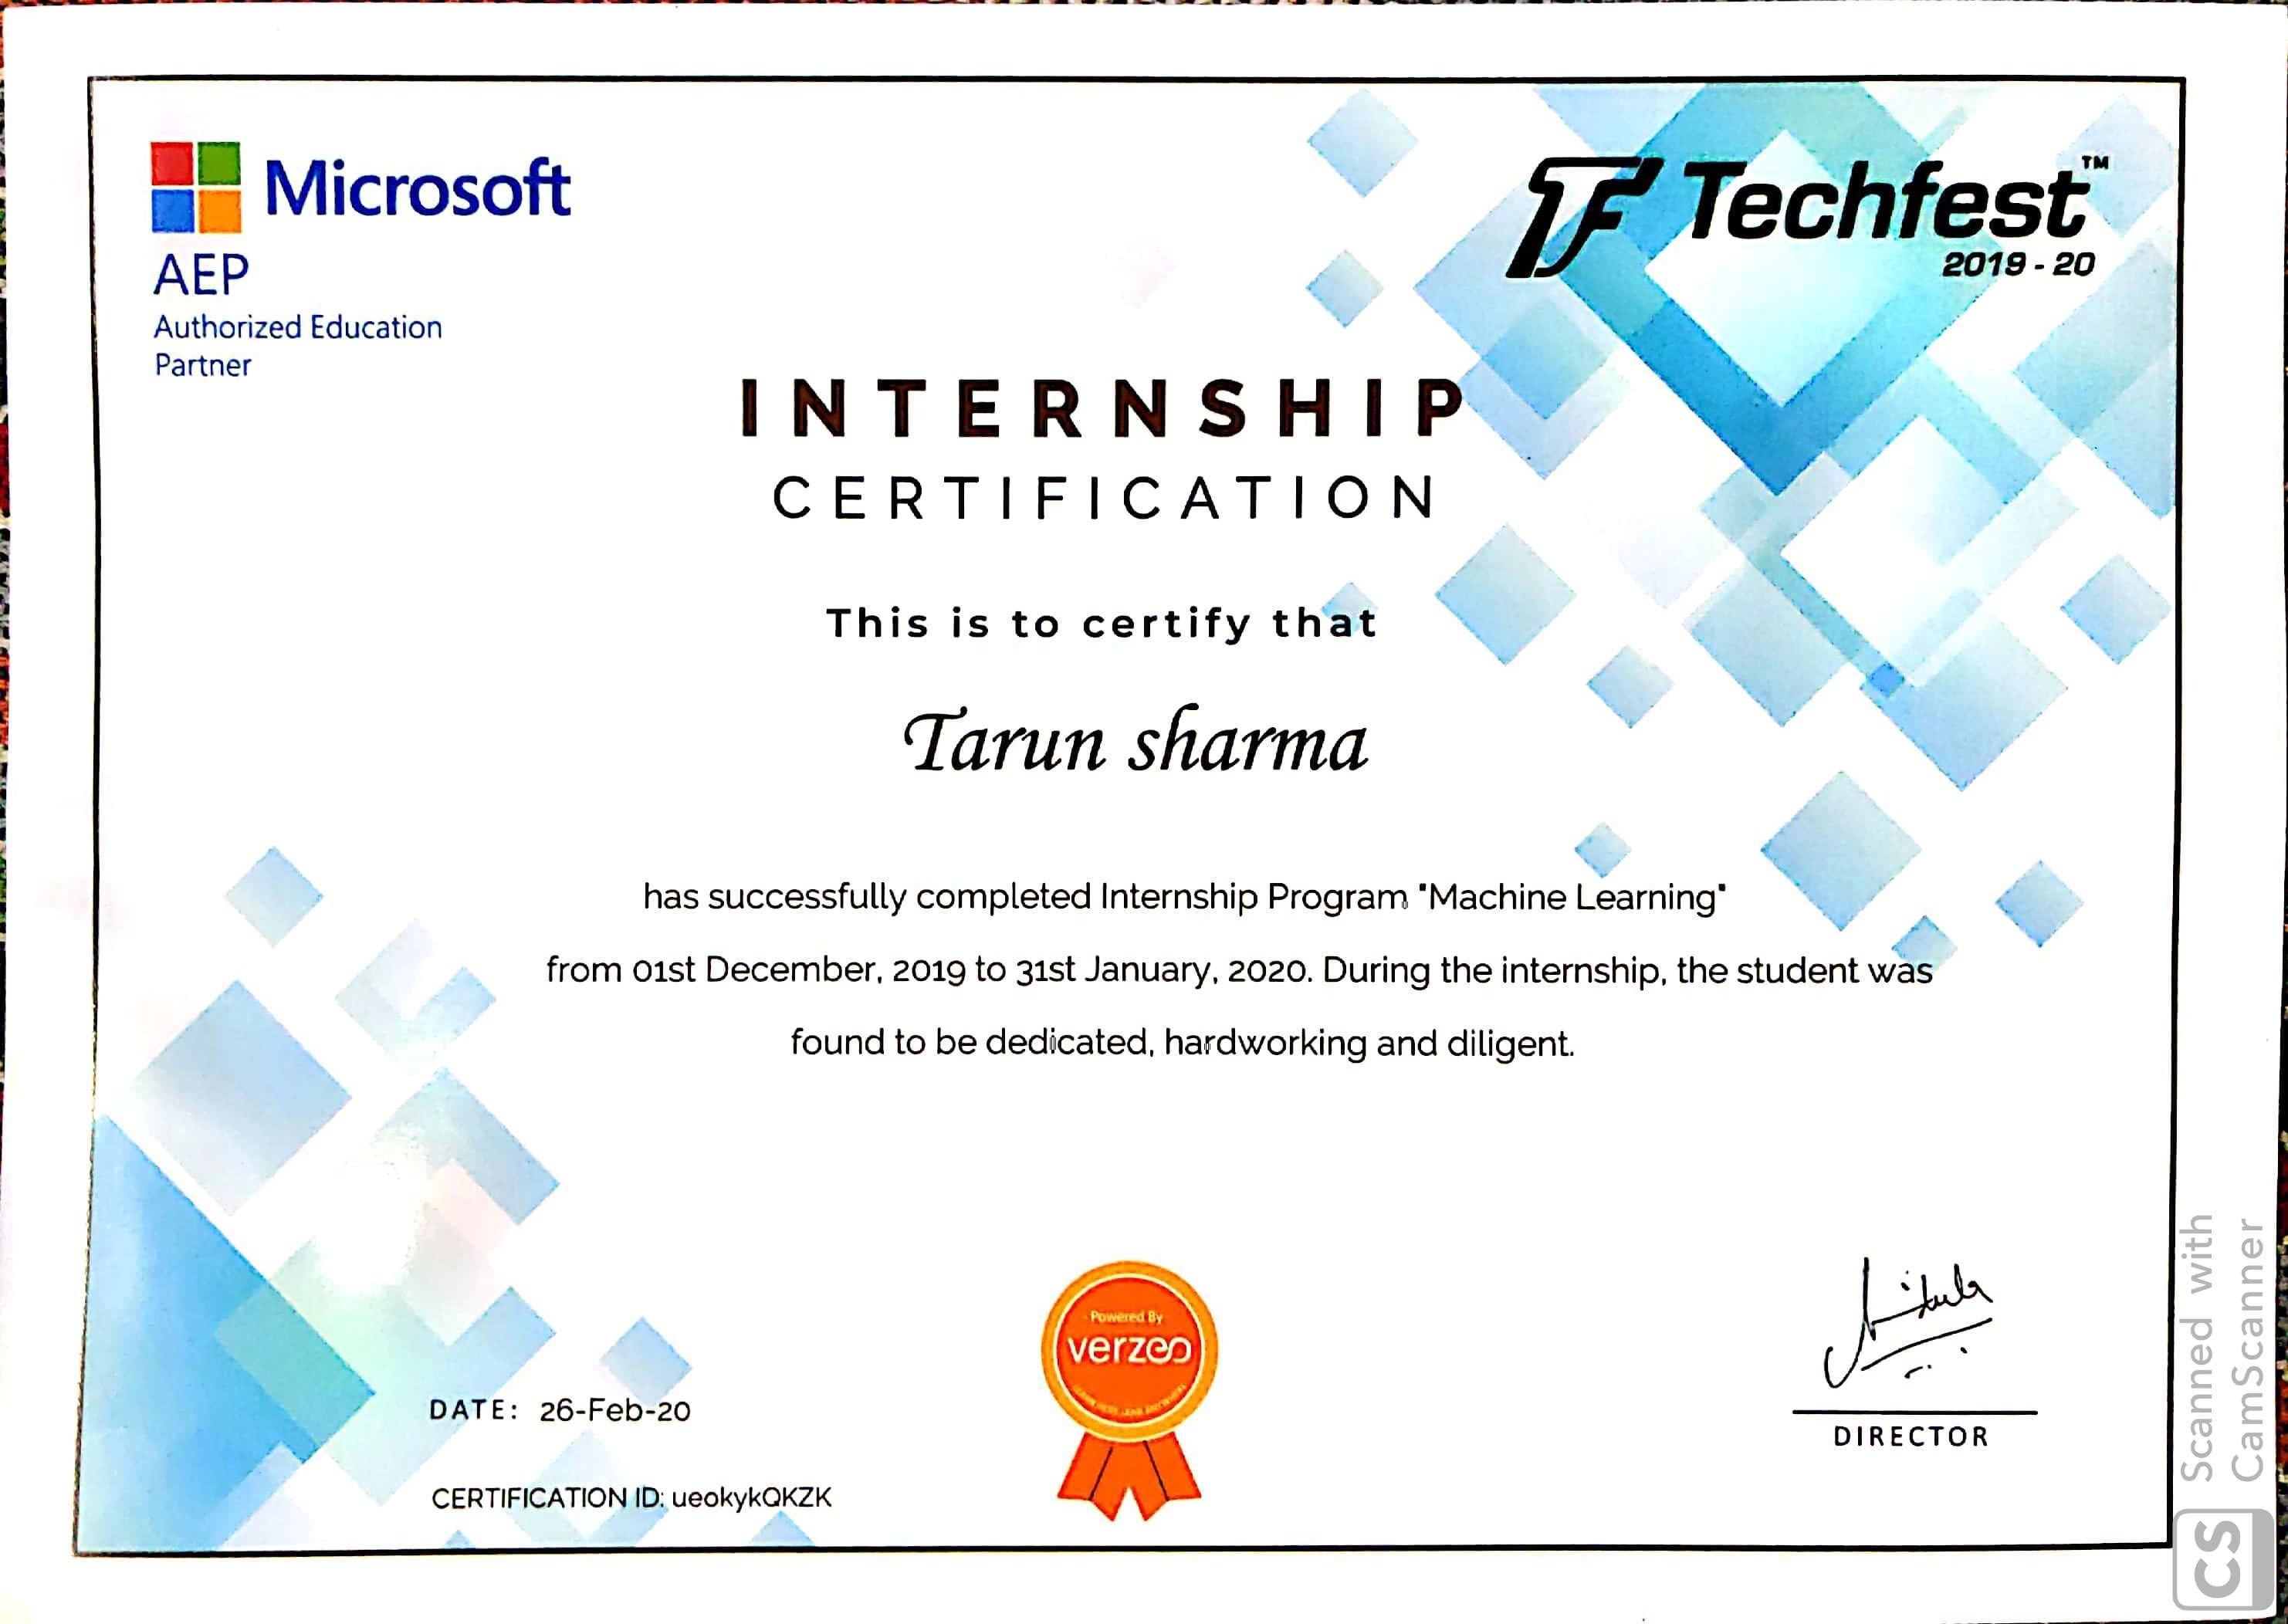 Microsoft
AEP
Authorized Education
Partner
TF Techfest™
2019 - 20
INTERNSHIP
CERTIFICATION
This is to certify that
Tarun sharma
has successfully completed Internship Program "Machine Learning"
from 01st December, 2019 to 31st January, 2020. During the internship, the student was
found to be dedicated, hardworking and diligent.
Powered By
verzeo
DATE: 26-Feb-20
CERTIFICATION ID: ueokykQKZK
DIRECTOR
Scanned with
CamScanner
CS